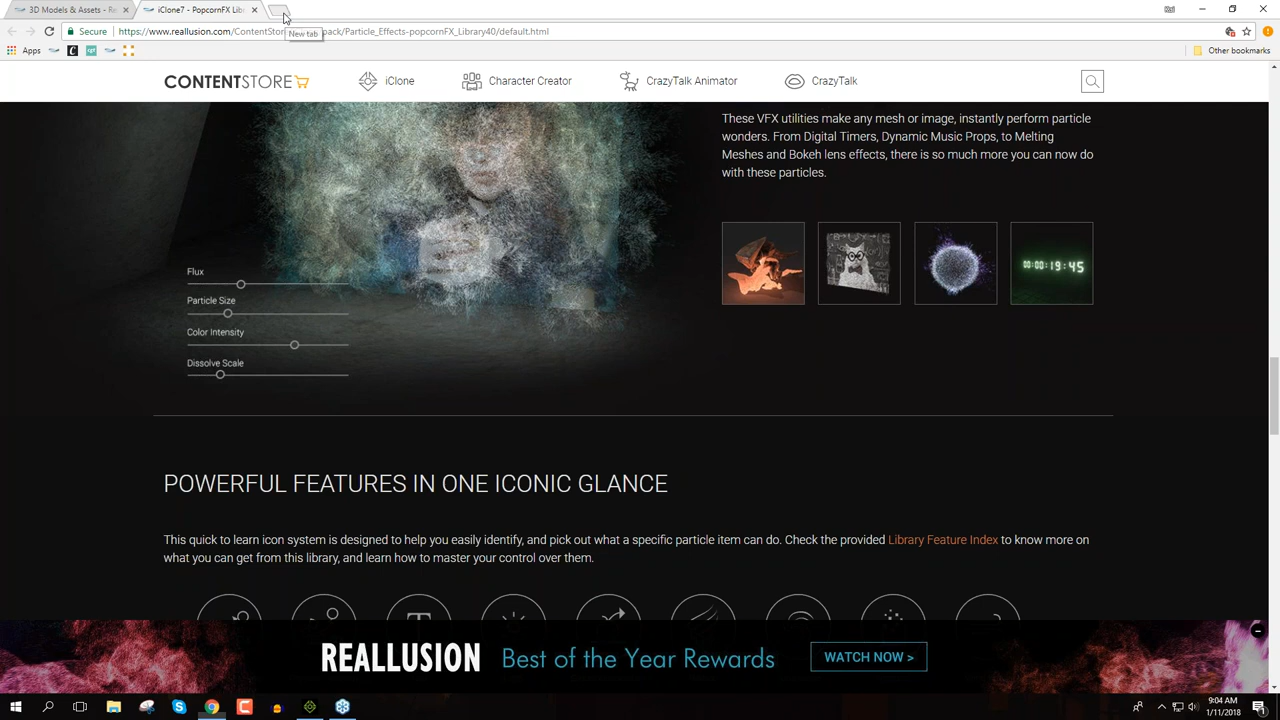 3D Models & Assets - Re
iClone7 - PopcornFX Libr
Secure
https://www.reallusion.com/ContentStor
pack/Particle_Effects-popcornFX_Library40/default.html
New tab
Apps
Other bookmarks
CONTENTSTORE
iClone
Character Creator
CrazyTalk Animator
CrazyTalk
These VFX utilities make any mesh or image, instantly perform particle
wonders. From Digital Timers, Dynamic Music Props, to Melting
Meshes and Bokeh lens effects, there is so much more you can now do
with these particles.
00:00:19:45
Flux
Particle Size
Color Intensity
Dissolve Scale
POWERFUL FEATURES IN ONE ICONIC GLANCE
This quick to learn icon system is designed to help you easily identify, and pick out what a specific particle item can do. Check the provided Library Feature Index to know more on
what you can get from this library, and learn how to master your control over them.
REALLUSION Best of the Year Rewards
WATCH NOW >
9:04 AM
1/11/2018